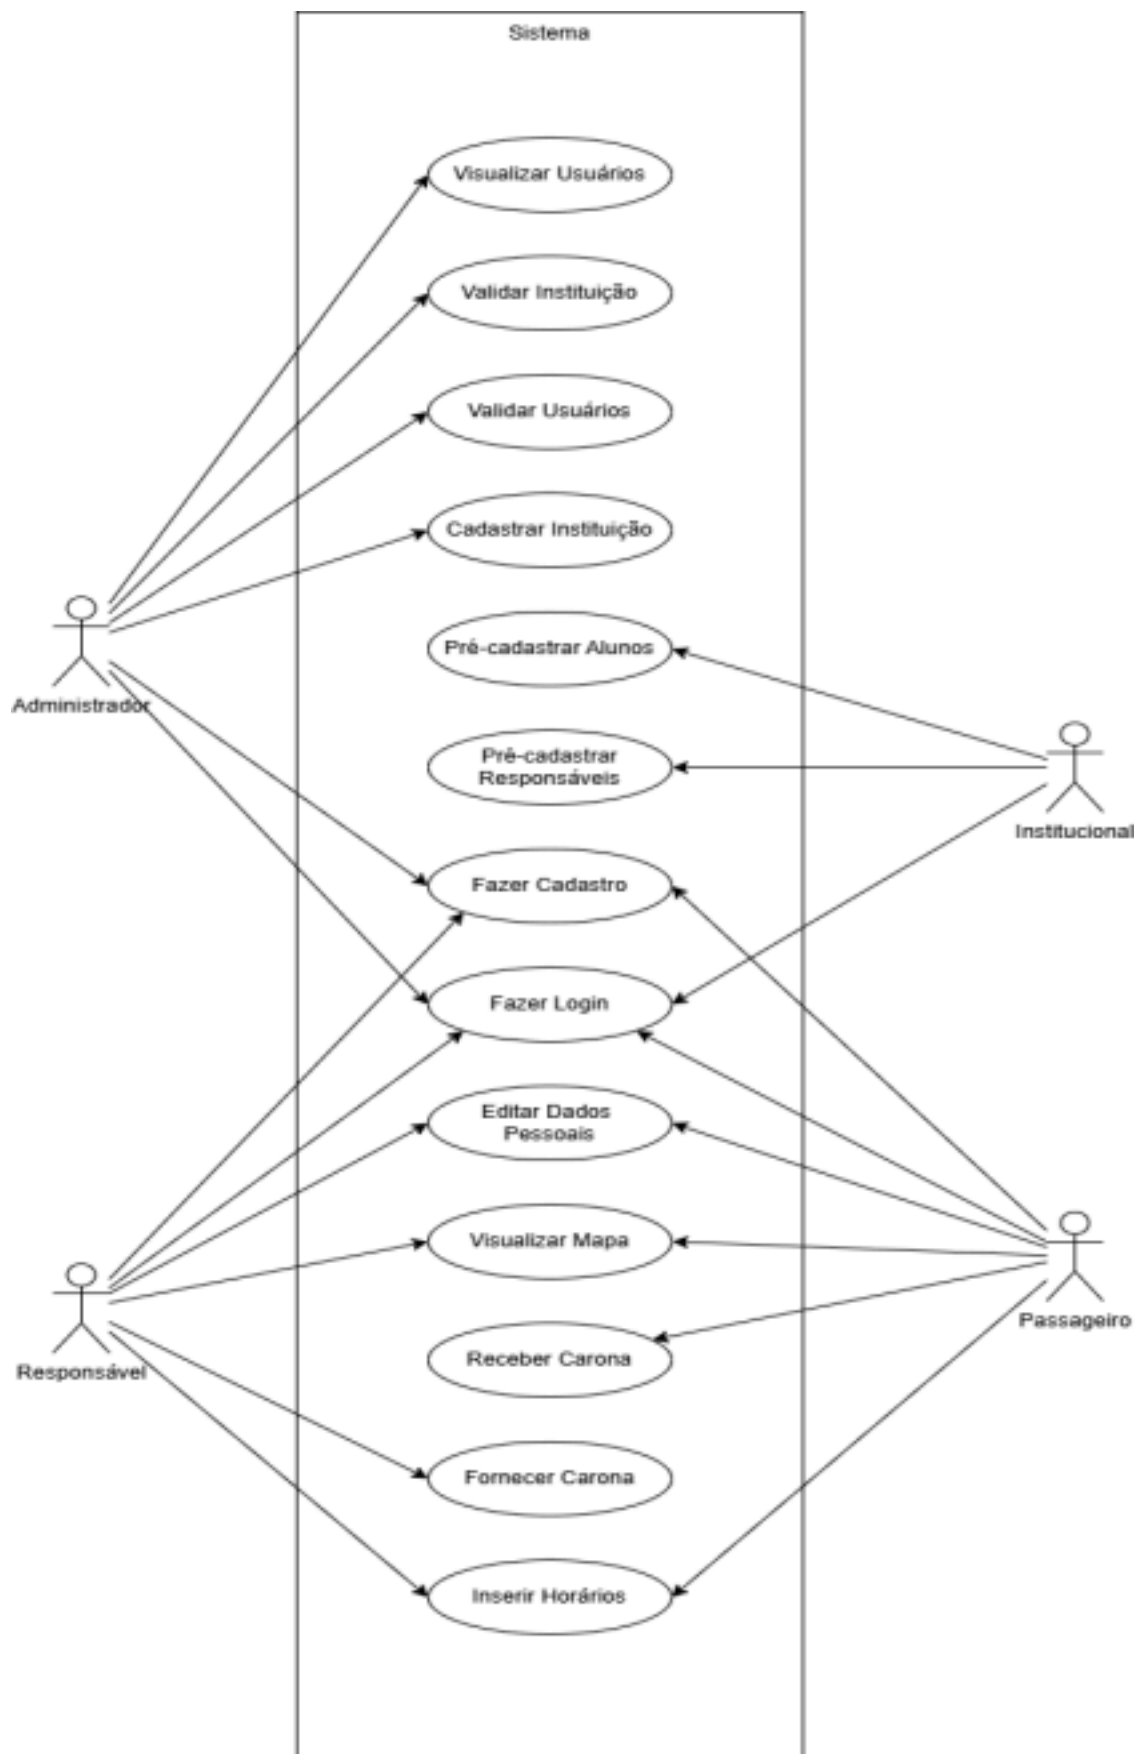 Sistema
Visualizar Usuários
Validar Instituição
Validar Usuários
Cadastrar Instituição
Pré-cadastrar Alunos
Administrador
Pré-cadastrar
Responsáveis
Institucional
Fazer Cadastro
Fazer Login
Editar Dados
Pessoais
Visualizar Mapa
Passageiro
Receber Carona
Responsável
Fornecer Carona
Inserir Horários